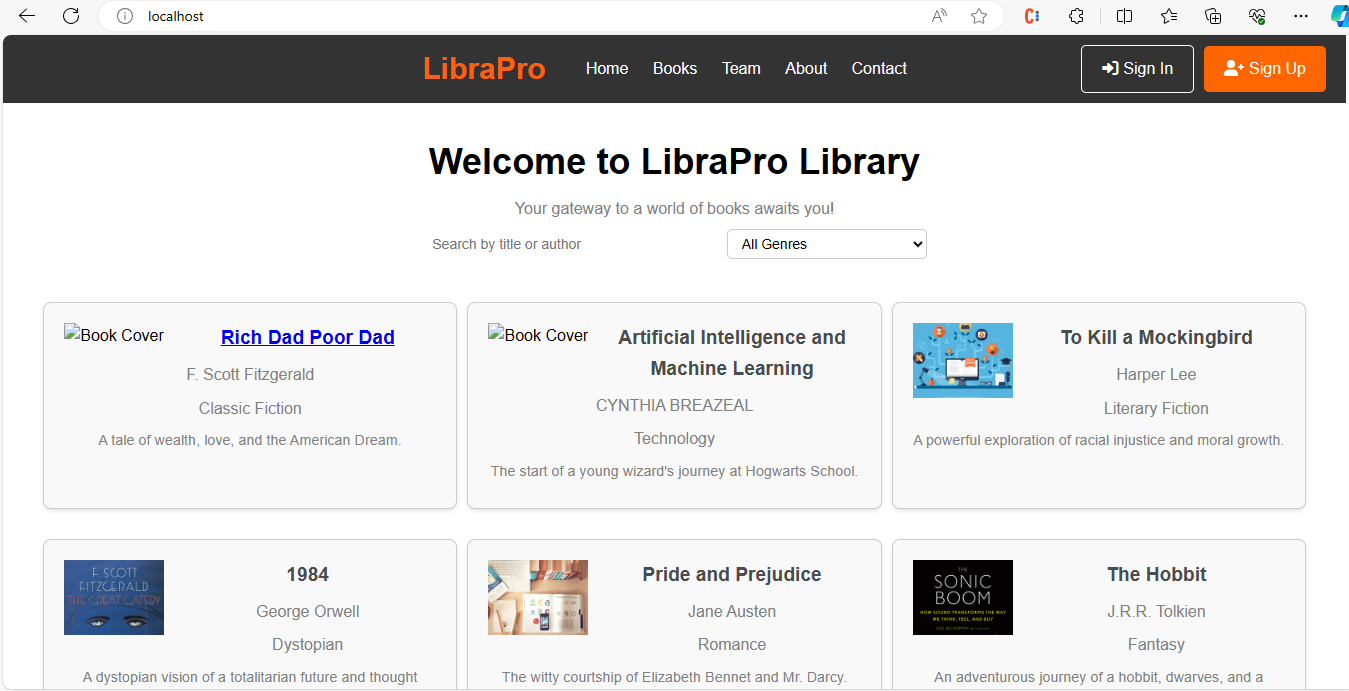 localhost
LibraPro Home Books Team About Contact Sign In Sign Up
Welcome to LibraPro Library
Your gateway to a world of books awaits you!
Search by title or author All Genres
Book Cover Rich Dad Poor Dad
F. Scott Fitzgerald
Classic Fiction
A tale of wealth, love, and the American Dream.
Book Cover Artificial Intelligence and
Machine Learning
CYNTHIA BREAZEAL
Technology
The start of a young wizard's journey at Hogwarts School.
To Kill a Mockingbird
Harper Lee
Literary Fiction
A powerful exploration of racial injustice and moral growth.
F. SCOTT
FITZGERALD
THE GREAT GATSBY
1984
George Orwell
Dystopian
A dystopian vision of a totalitarian future and thought
Pride and Prejudice
Jane Austen
Romance
The witty courtship of Elizabeth Bennet and Mr. Darcy.
THE
SONIC
BOOM
HOW SOUND TRANSFORMS THE WAY
WE THINK, FEEL, AND BUY
The Hobbit
J.R.R. Tolkien
Fantasy
An adventurous journey of a hobbit, dwarves, and a